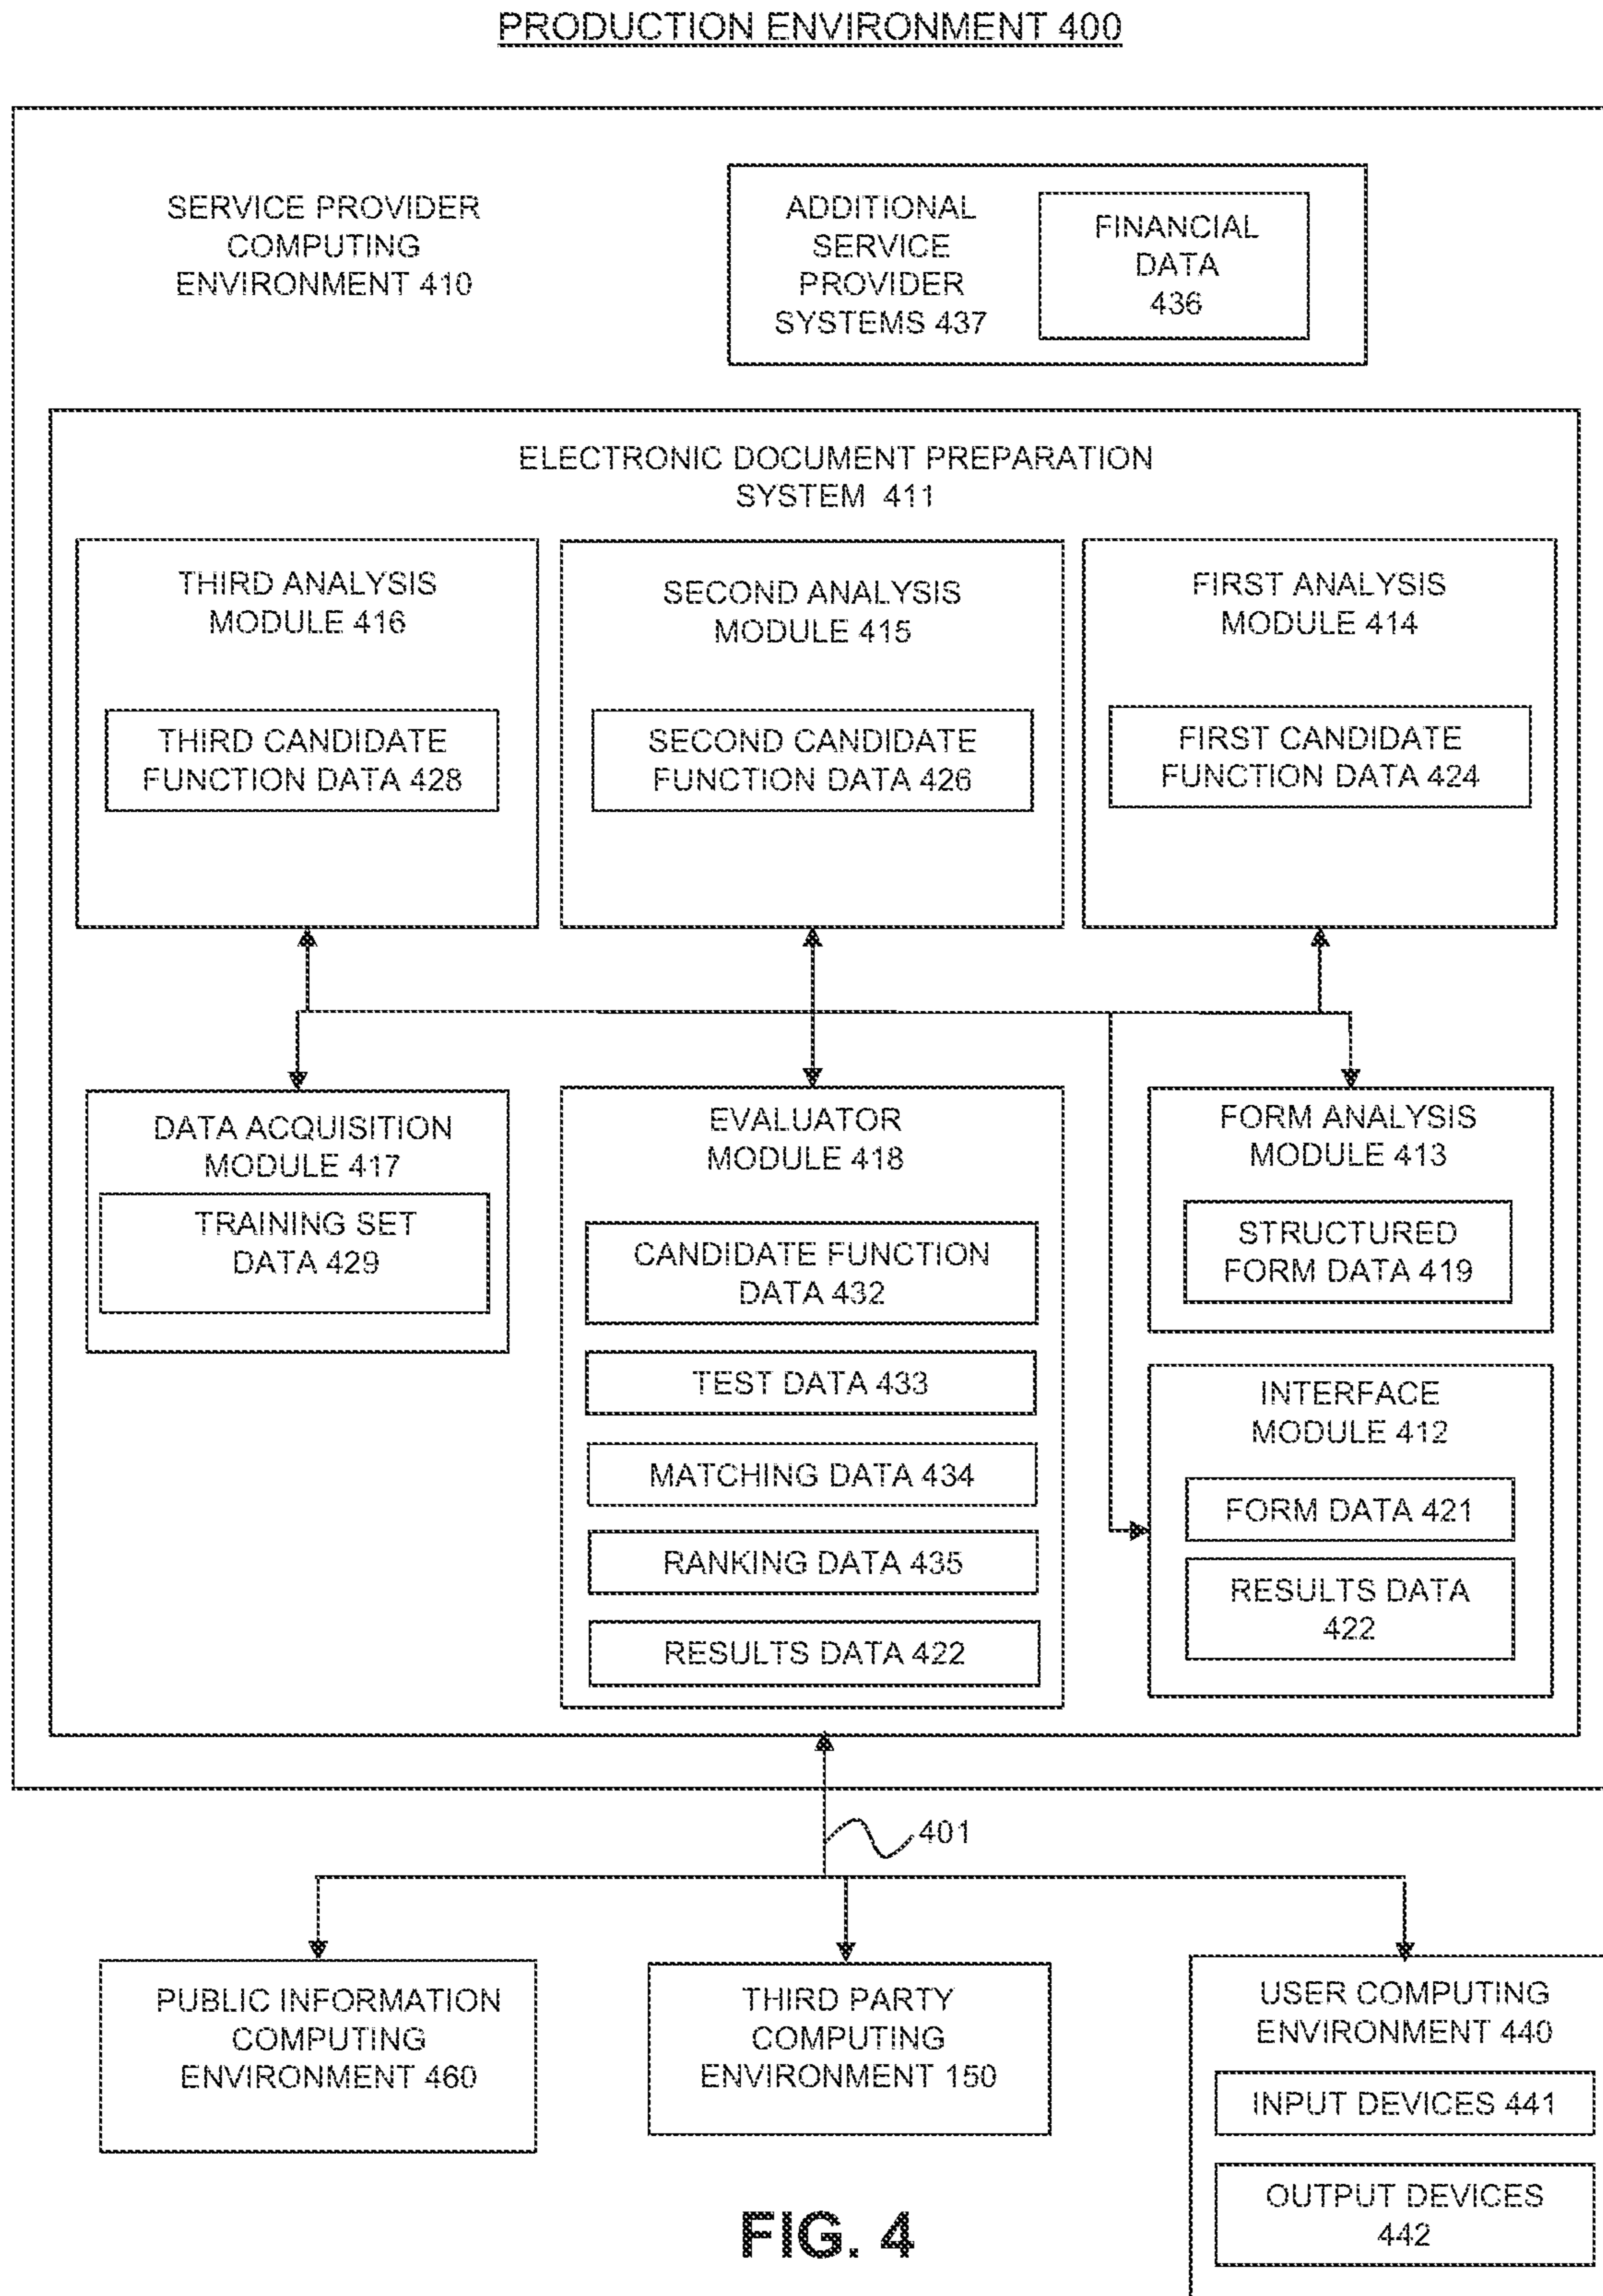 PRODUCTION ENVIRONMENT 400
SERVICE PROVIDER
COMPUTING
ENVIRONMENT 410
ADDITIONAL
SERVICE
PROVIDER
SYSTEMS 437
FINANCIAL
DATA
436
ELECTRONIC DOCUMENT PREPARATION
SYSTEM 411
THIRD ANALYSIS
MODULE 416
THIRD CANDIDATE
FUNCTION DATA 428
SECOND ANALYSIS
MODULE 415
SECOND CANDIDATE
FUNCTION DATA 426
FIRST ANALYSIS
MODULE 414
FIRST CANDIDATE
FUNCTION DATA 424
DATA ACQUISITION
MODULE 417
TRAINING SET
DATA 429
EVALUATOR
MODULE 418
CANDIDATE FUNCTION
DATA 432
TEST DATA 433
MATCHING DATA 434
RANKING DATA 435
RESULTS DATA 422
FORM ANALYSIS
MODULE 413
STRUCTURED
FORM DATA 419
INTERFACE
MODULE 412
FORM DATA 421
RESULTS DATA
422
401
PUBLIC INFORMATION
COMPUTING
ENVIRONMENT 460
THIRD PARTY
COMPUTING
ENVIRONMENT 150
USER COMPUTING
ENVIRONMENT 440
INPUT DEVICES 441
OUTPUT DEVICES
442
FIG. 4